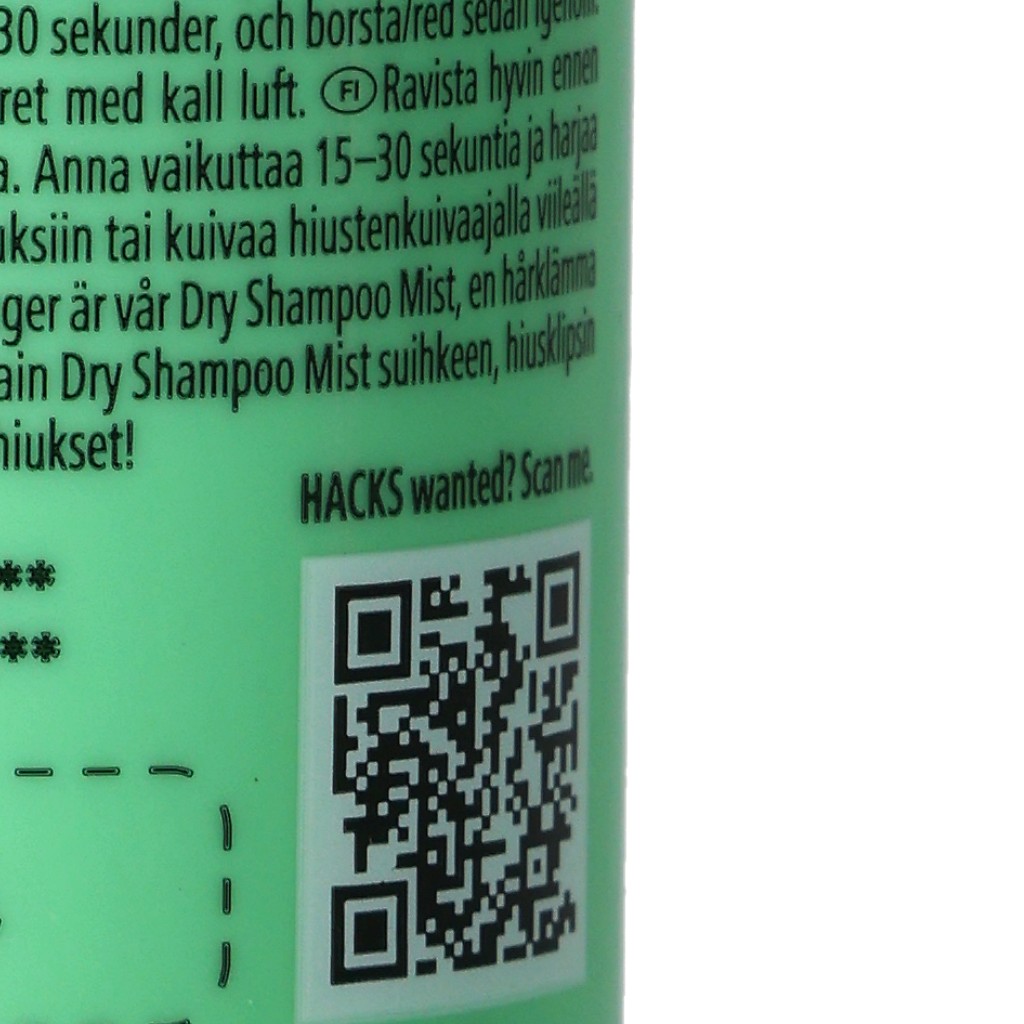 30 sekunder, och borsta/red sedan igenom.
ret med kall luft. FI Ravista hyvin ennen
a. Anna vaikuttaa 15–30 sekuntia ja harjaa
uksiin tai kuivaa hiustenkuivaajalla viileällä
ger är vår Dry Shampoo Mist, en hårklämma
ain Dry Shampoo Mist suihkeen, hiusklipsin
hiukset!
HACKS wanted? Scan me.
**
**